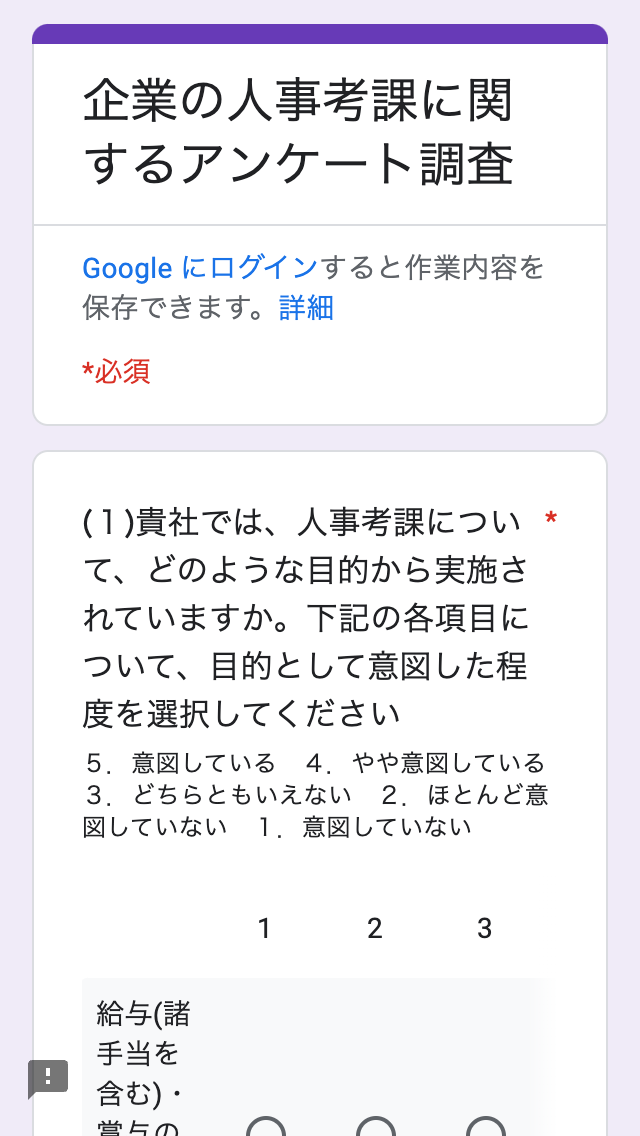 企業の人事考課に関
するアンケート調査
Google にログインすると作業内容を
保存できます。詳細
*必須
(１)貴社では、人事考課につい *
て、どのような目的から実施さ
れていますか。下記の各項目に
ついて、目的として意図した程
度を選択してください
５．意図している　４．やや意図している
３．どちらともいえない　２．ほとんど意
図していない　１．意図していない
1 2 3
給与(諸
手当を
含む)・
賞与の